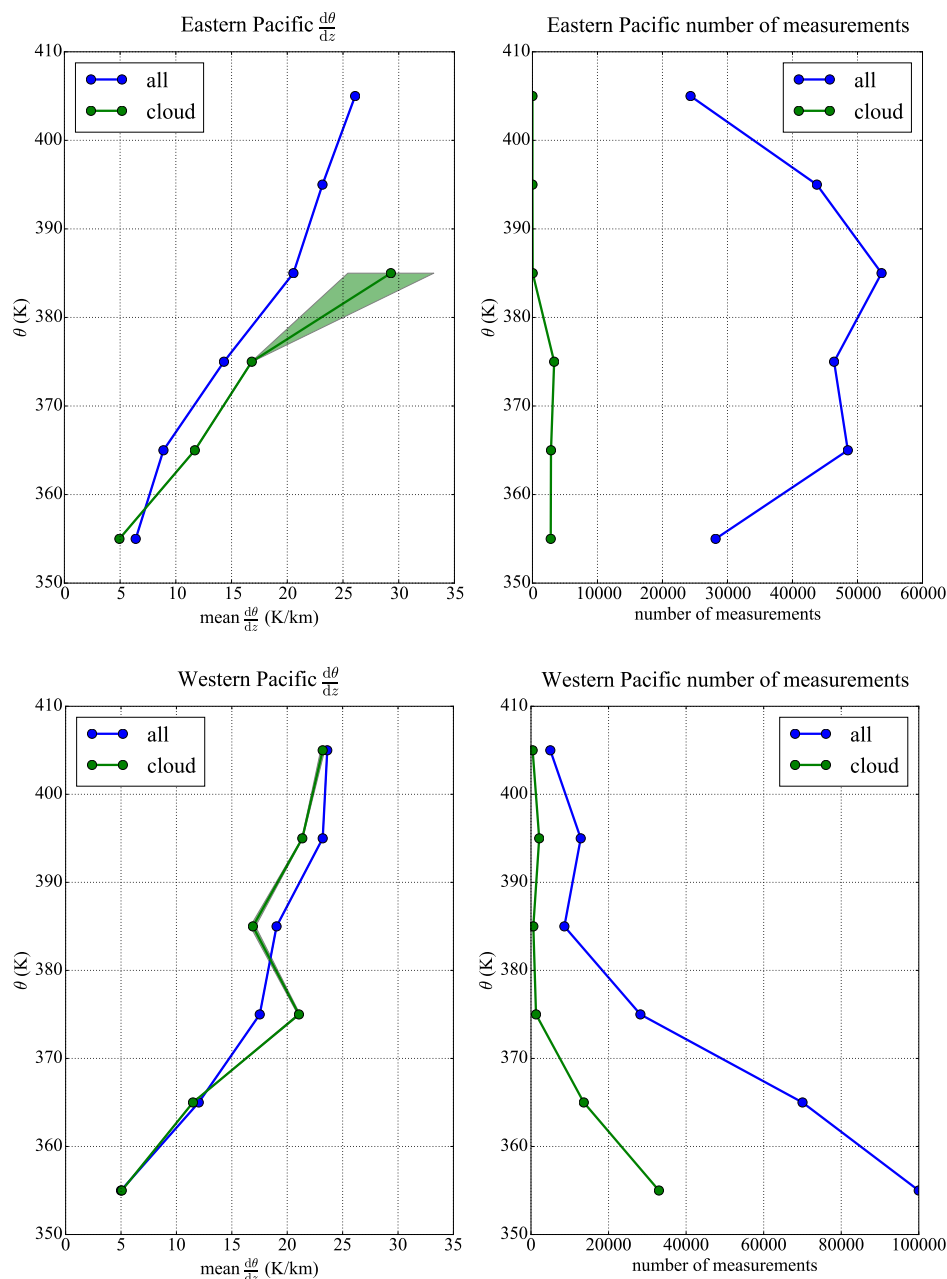 Eastern Pacific dθ/dz
410
400
390
380
370
360
350
θ (K)
all
cloud
0 5 10 15 20 25 30 35
mean dθ/dz (K/km)
Eastern Pacific number of measurements
410
400
390
380
370
360
350
θ (K)
all
cloud
0 10000 20000 30000 40000 50000 60000
number of measurements
Western Pacific dθ/dz
410
400
390
380
370
360
350
θ (K)
all
cloud
0 5 10 15 20 25 30 35
mean dθ/dz (K/km)
Western Pacific number of measurements
410
400
390
380
370
360
350
θ (K)
all
cloud
0 20000 40000 60000 80000 100000
number of measurements